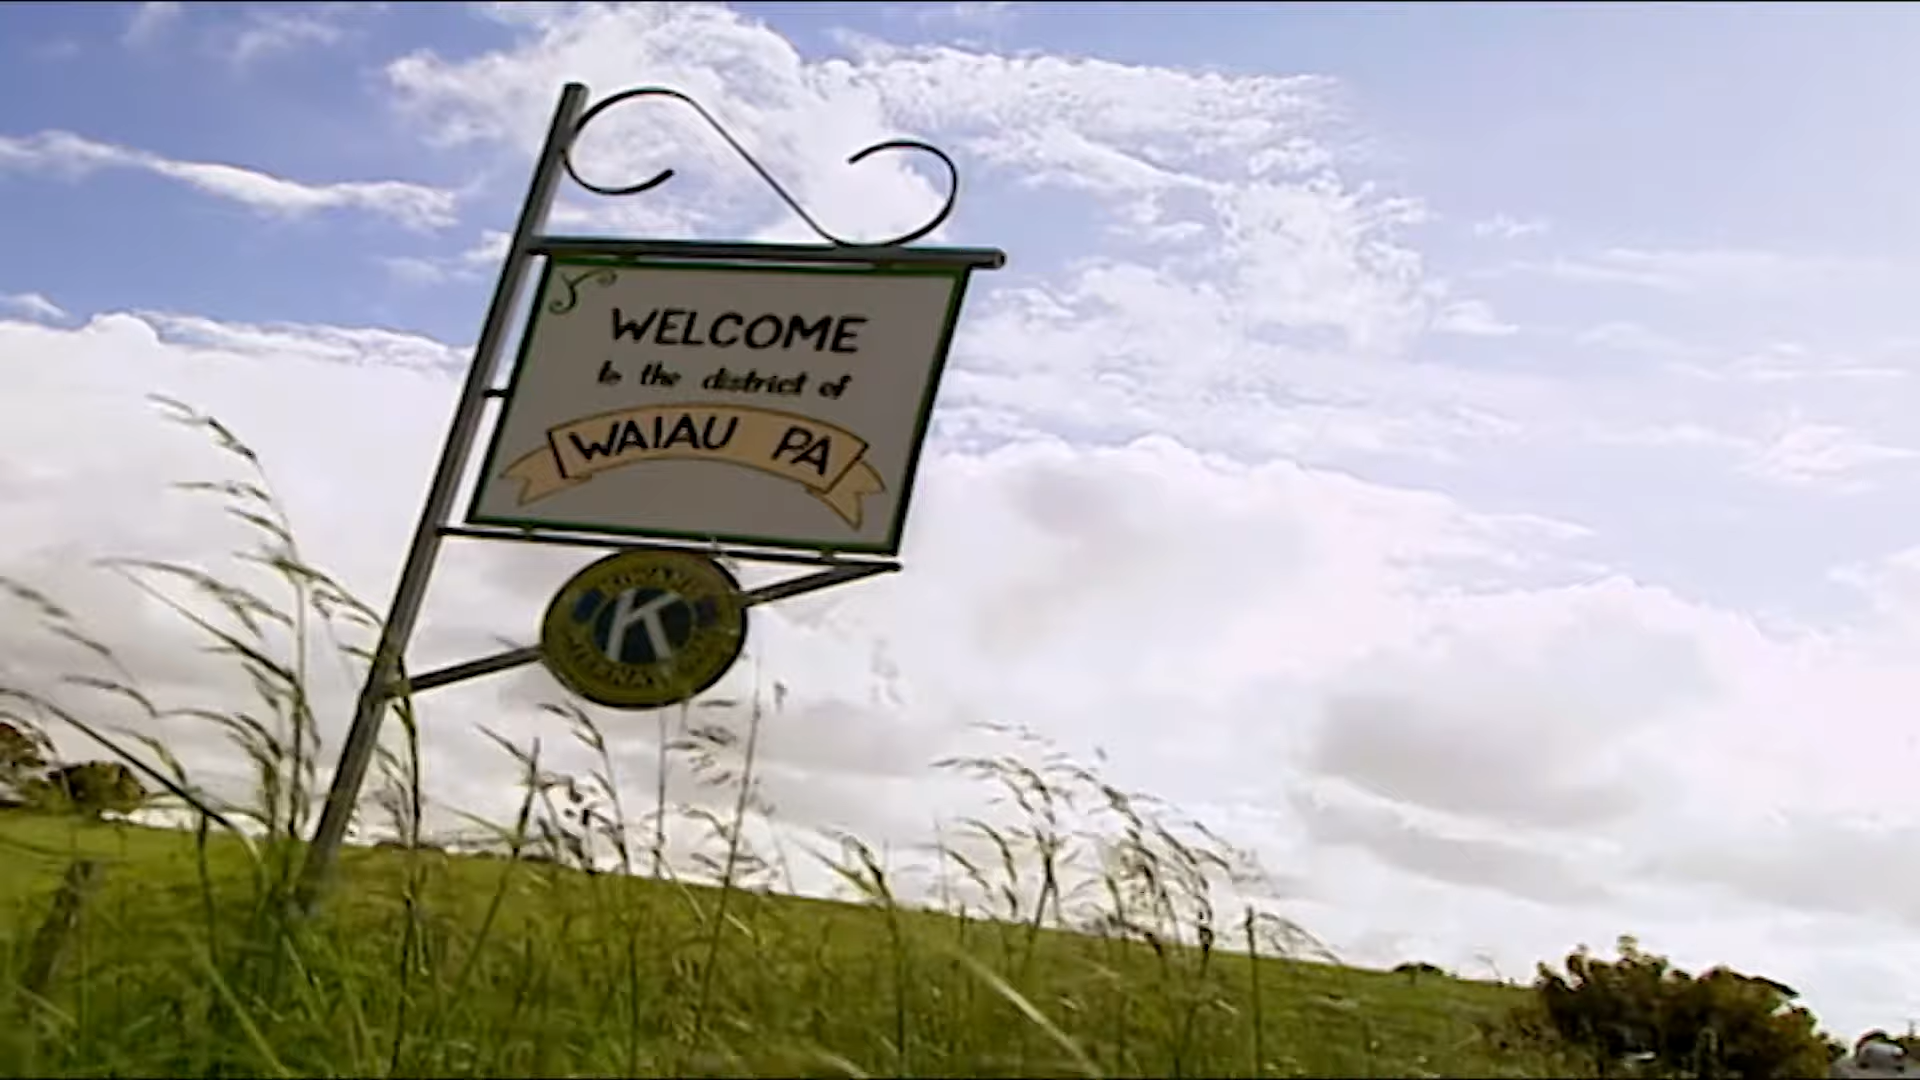 WELCOME
to the district of
WAIAU PA
K